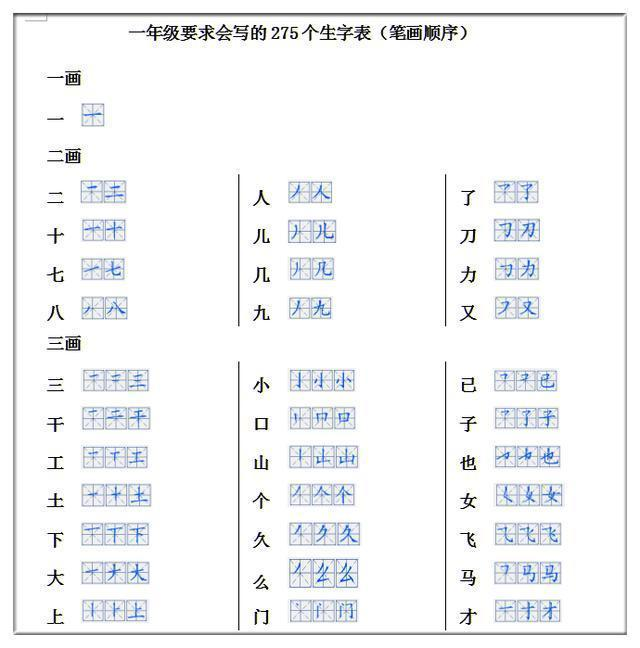 一年级要求会写的275个生字表（笔画顺序）
一画
一
二画
二 人 了
十 儿 刀
七 几 力
八 九 又
三画
三 小 己
干 口 子
工 山 也
土 个 女
下 久 飞
大 么 马
上 门 才